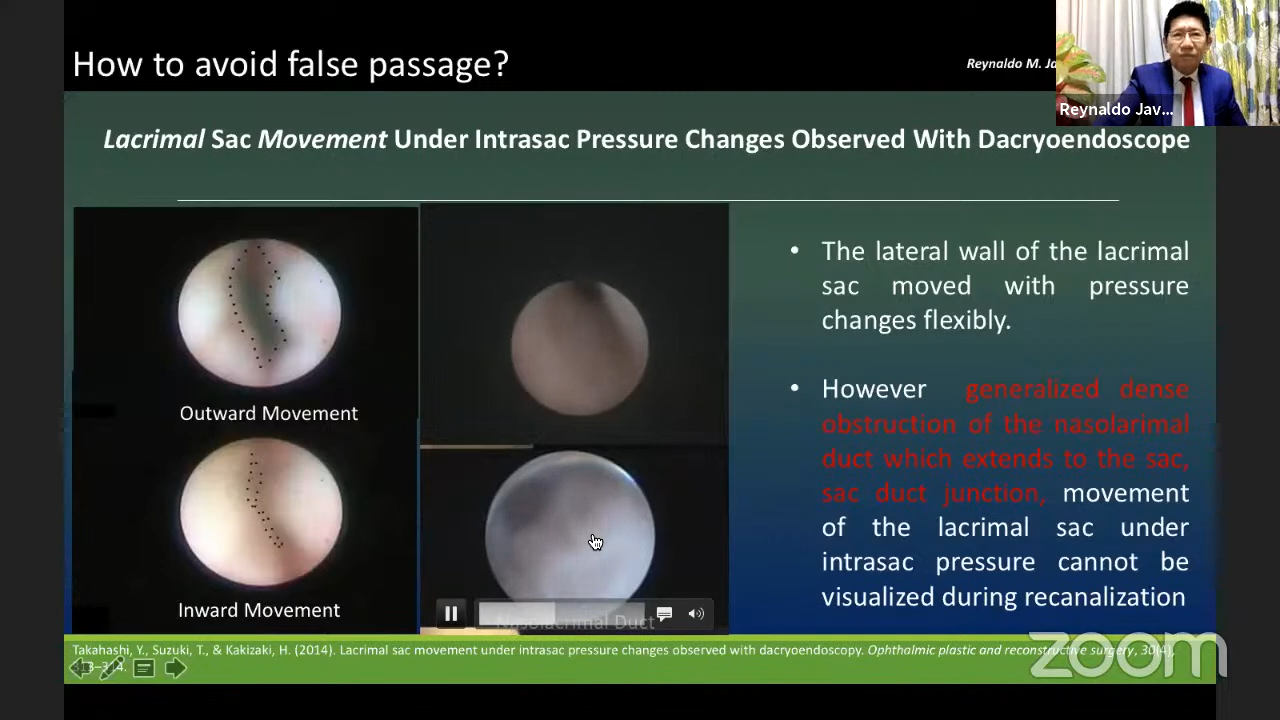 How to avoid false passage?
Reynaldo M. Ja
Reynaldo Jav...
Lacrimal Sac Movement Under Intrasac Pressure Changes Observed With Dacryoendoscope
Outward Movement
Inward Movement
Nasolacrimal Duct
• The lateral wall of the lacrimal
sac moved with pressure
changes flexibly.
• However generalized dense
obstruction of the nasolarimal
duct which extends to the sac,
sac duct junction, movement
of the lacrimal sac under
intrasac pressure cannot be
visualized during recanalization
Takahashi, Y., Suzuki, T., & Kakizaki, H. (2014). Lacrimal sac movement under intrasac pressure changes observed with dacryoendoscope. Ophthalmic plastic and reconstructive surgery, 30(4),
zoom